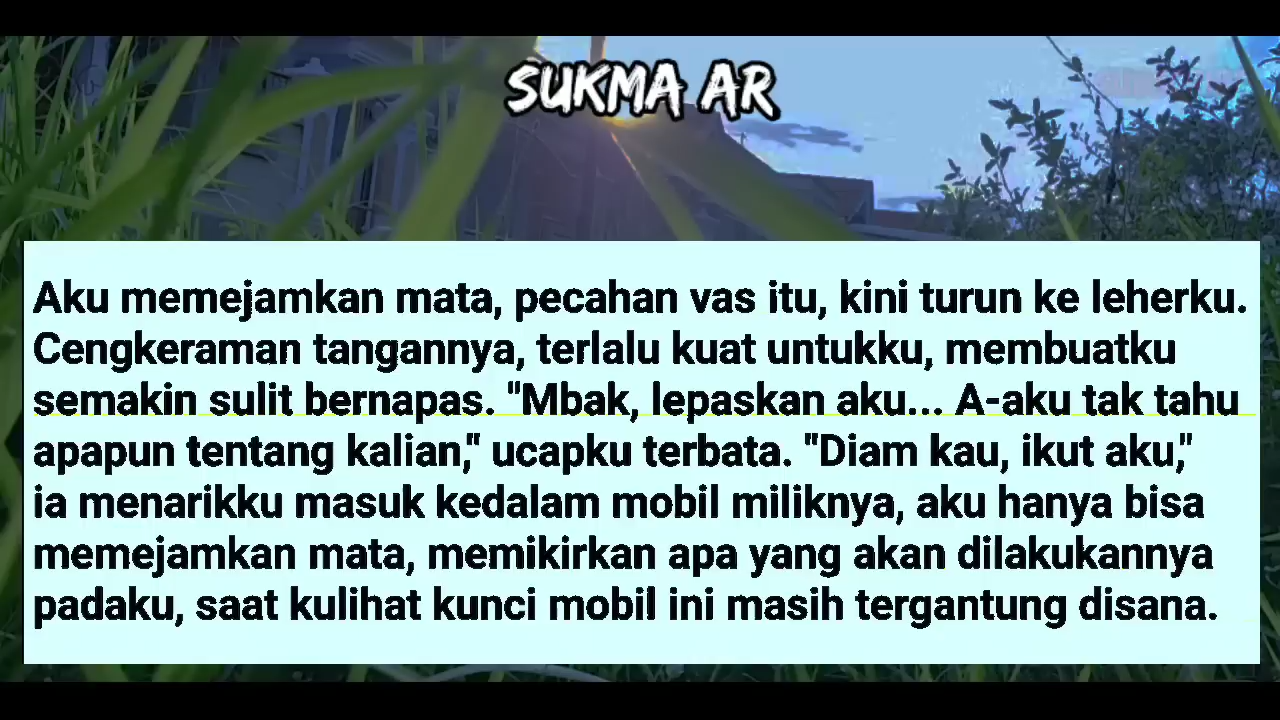 SUKMA AR
Aku memejamkan mata, pecahan vas itu, kini turun ke leherku.
Cengkeraman tangannya, terlalu kuat untukku, membuatku
semakin sulit bernapas. "Mbak, lepaskan aku... A-aku tak tahu
apapun tentang kalian," ucapku terbata. "Diam kau, ikut aku,"
ia menarikku masuk kedalam mobil miliknya, aku hanya bisa
memejamkan mata, memikirkan apa yang akan dilakukannya
padaku, saat kulihat kunci mobil ini masih tergantung disana.